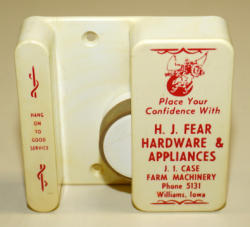 HANG
ON
TO
GOOD
SERVICE
Place Your
Confidence With
H. J. FEAR
HARDWARE &
APPLIANCES
J. I. CASE
FARM MACHINERY
Phone 5131
Williams, Iowa